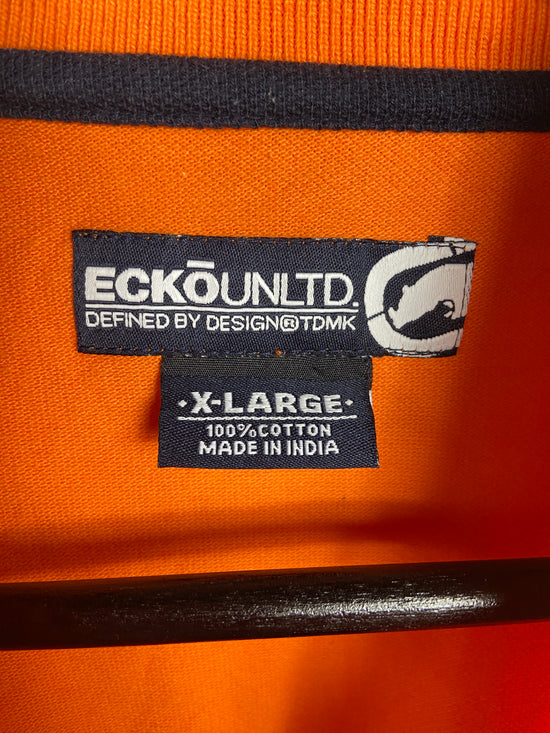 ECKŌUNLTD.
DEFINED BY DESIGN®TDMK
·X-LARGE·
100%COTTON
MADE IN INDIA